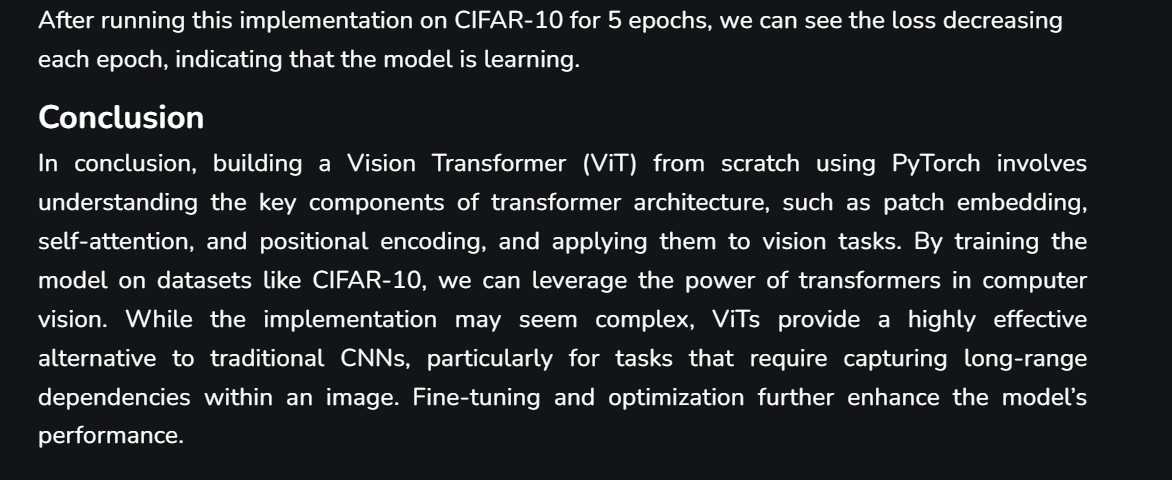 After running this implementation on CIFAR-10 for 5 epochs, we can see the loss decreasing
each epoch, indicating that the model is learning.
Conclusion
In conclusion, building a Vision Transformer (ViT) from scratch using PyTorch involves
understanding the key components of transformer architecture, such as patch embedding,
self-attention, and positional encoding, and applying them to vision tasks. By training the
model on datasets like CIFAR-10, we can leverage the power of transformers in computer
vision. While the implementation may seem complex, ViTs provide a highly effective
alternative to traditional CNNs, particularly for tasks that require capturing long-range
dependencies within an image. Fine-tuning and optimization further enhance the model’s
performance.